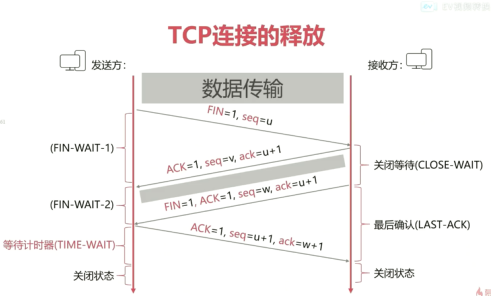 TCP连接的释放
发送方:
接收方:
数据传输
FIN=1, seq=u
(FIN-WAIT-1)
ACK=1, seq=v, ack=u+1
关闭等待(CLOSE-WAIT)
(FIN-WAIT-2)
FIN=1, ACK=1, seq=w, ack=u+1
最后确认(LAST-ACK)
ACK=1, seq=u+1, ack=w+1
等待计时器(TIME-WAIT)
关闭状态
关闭状态